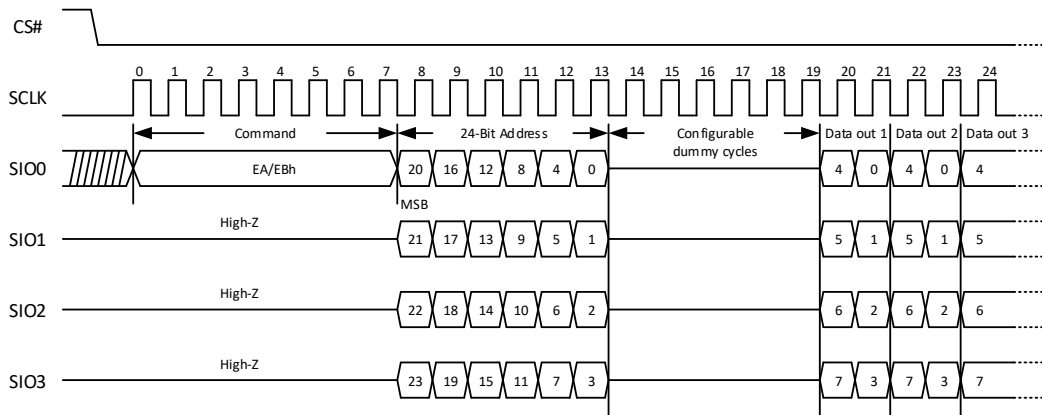 CS#
0 1 2 3 4 5 6 7 8 9 10 11 12 13 14 15 16 17 18 19 20 21 22 23 24
SCLK
Command 24-Bit Address Configurable dummy cycles Data out 1 Data out 2 Data out 3
SIO0 EA/EBh 20 16 12 8 4 0 4 0 4 0 4
MSB
High-Z
SIO1 21 17 13 9 5 1 5 1 5 1 5
High-Z
SIO2 22 18 14 10 6 2 6 2 6 2 6
High-Z
SIO3 23 19 15 11 7 3 7 3 7 3 7